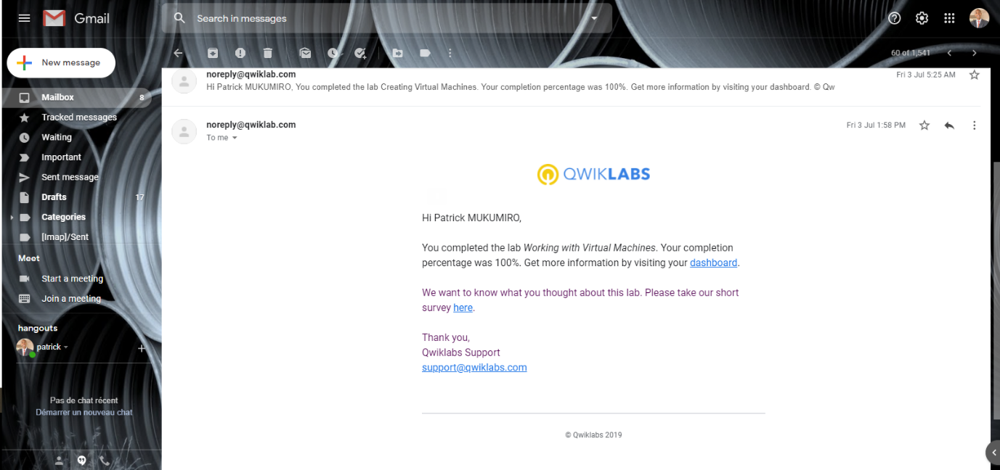 Gmail
Search in messages
New message
60 of 1,541
Mailbox 8
Tracked messages
Waiting
Important
Sent message
Drafts 17
Categories
[Imap]/Sent
Meet
Start a meeting
Join a meeting
hangouts
patrick
Pas de chat récent
Démarrer un nouveau chat
noreply@qwiklab.com Fri 3 Jul 5:25 AM
Hi Patrick MUKUMIRO, You completed the lab Creating Virtual Machines. Your completion percentage was 100%. Get more information by visiting your dashboard. © Qw
noreply@qwiklab.com Fri 3 Jul 1:58 PM
To me
QWIKLABS
Hi Patrick MUKUMIRO,
You completed the lab Working with Virtual Machines. Your completion
percentage was 100%. Get more information by visiting your dashboard.
We want to know what you thought about this lab. Please take our short
survey here.
Thank you,
Qwiklabs Support
support@qwiklabs.com
© Qwiklabs 2019